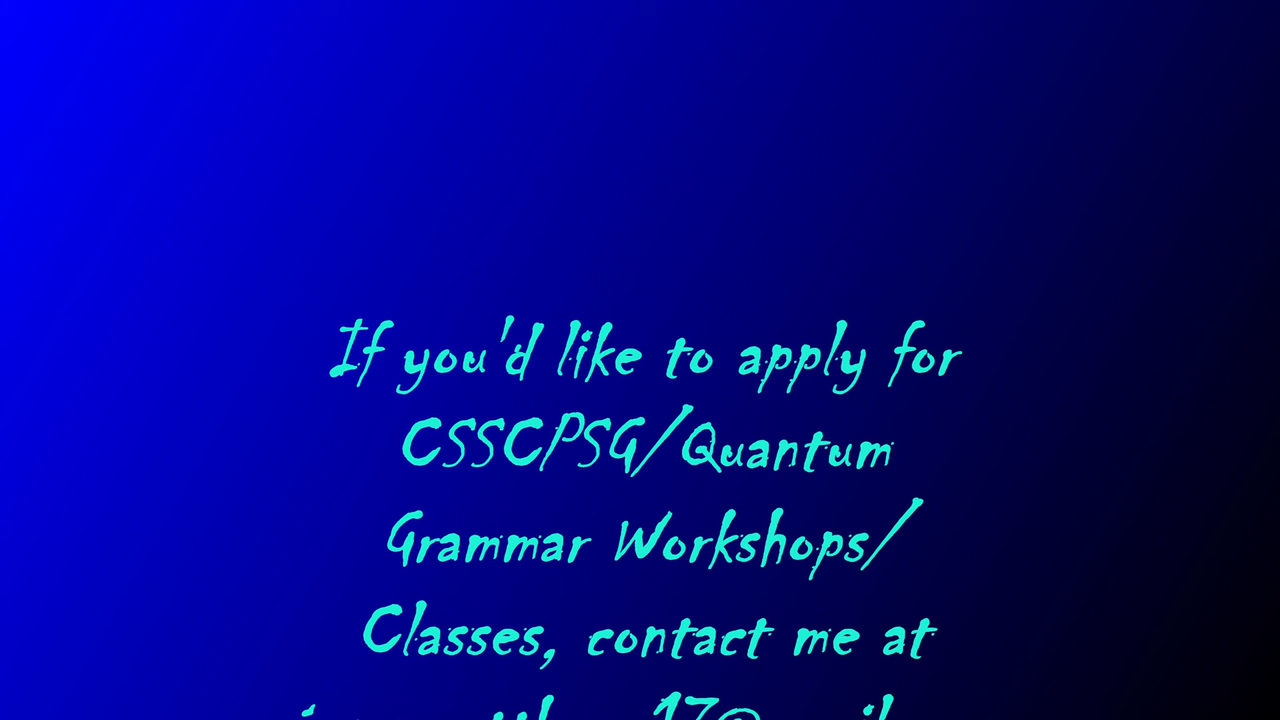 If you'd like to apply for
CSSCPSG/Quantum
Grammar Workshops/
Classes, contact me at